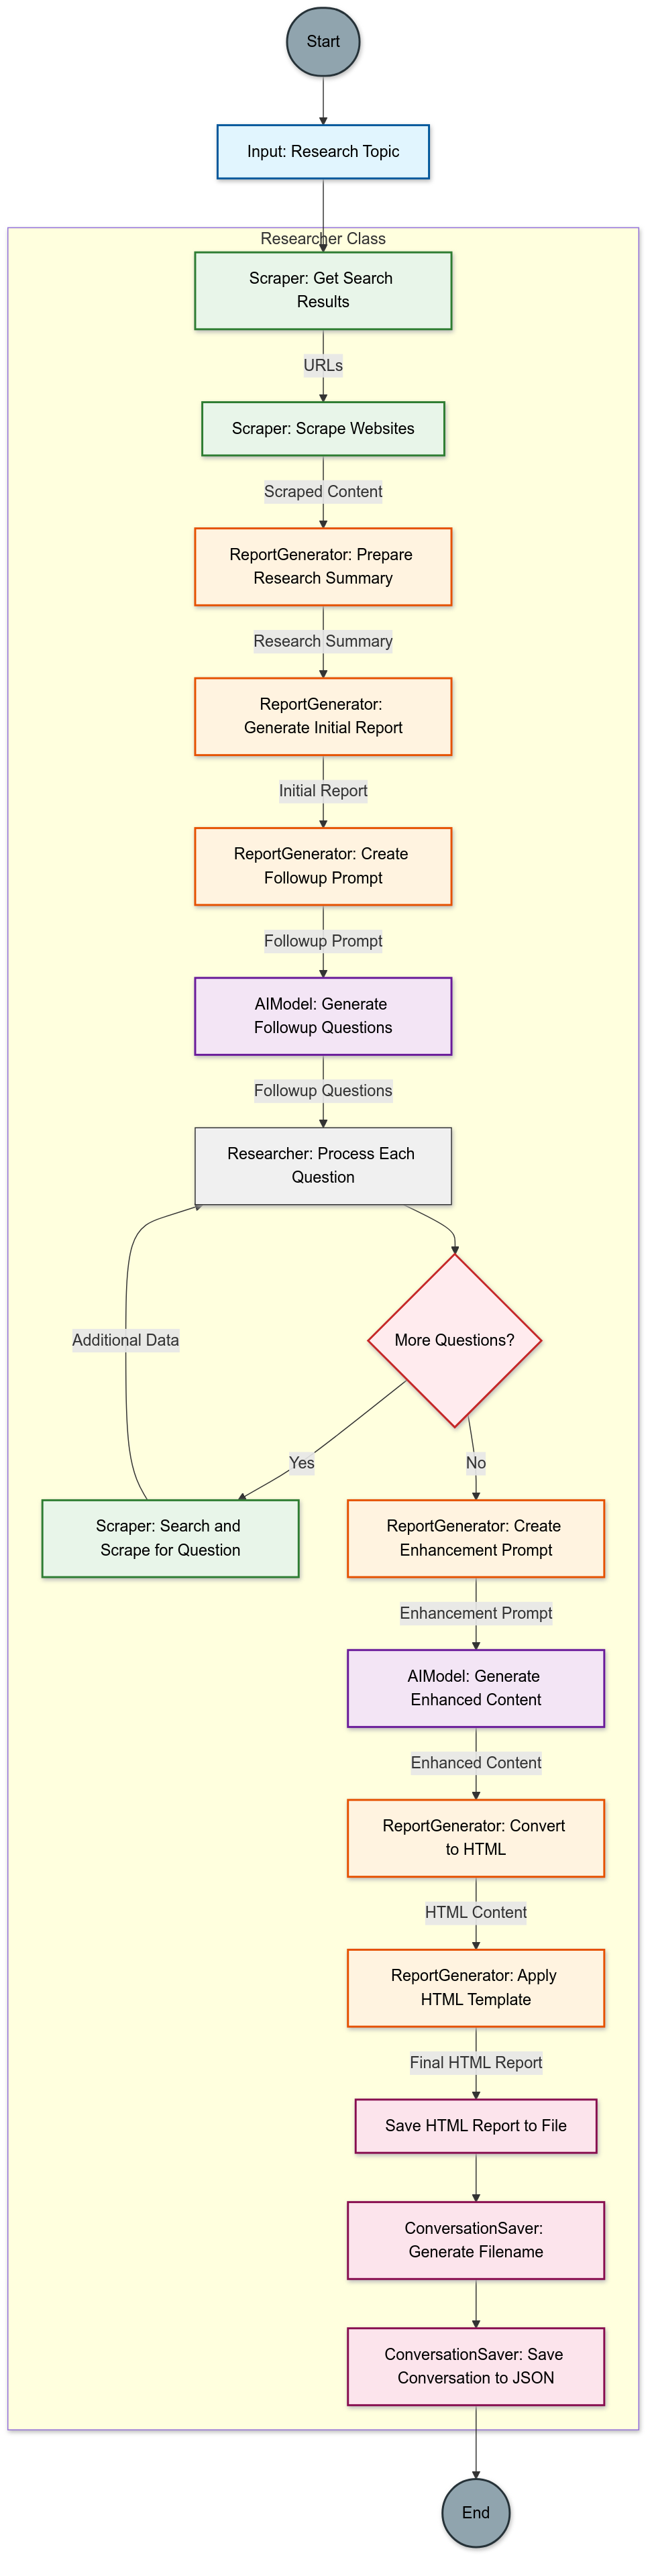 Start
Input: Research Topic
Researcher Class
Scraper: Get Search
Results
URLs
Scraper: Scrape Websites
Scraped Content
ReportGenerator: Prepare
Research Summary
Research Summary
ReportGenerator:
Generate Initial Report
Initial Report
ReportGenerator: Create
Followup Prompt
Followup Prompt
AIModel: Generate
Followup Questions
Followup Questions
Researcher: Process Each
Question
Additional Data
More Questions?
Yes
No
Scraper: Search and
Scrape for Question
ReportGenerator: Create
Enhancement Prompt
Enhancement Prompt
AIModel: Generate
Enhanced Content
Enhanced Content
ReportGenerator: Convert
to HTML
HTML Content
ReportGenerator: Apply
HTML Template
Final HTML Report
Save HTML Report to File
ConversationSaver:
Generate Filename
ConversationSaver: Save
Conversation to JSON
End